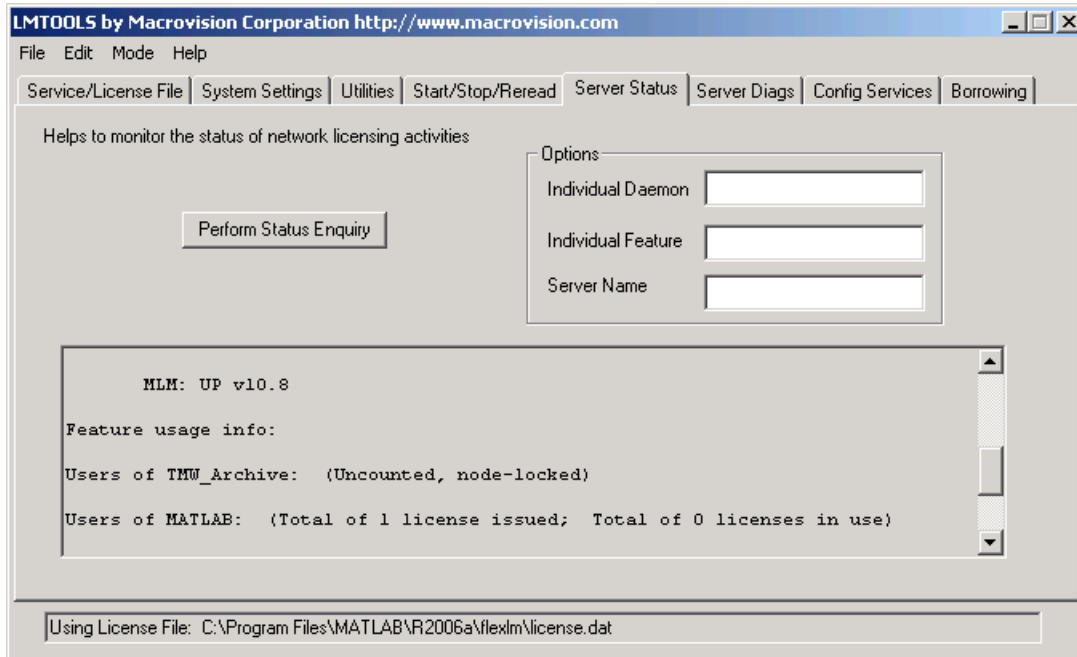 LMTOOLS by Macrovision Corporation http://www.macrovision.com
File Edit Mode Help
Service/License File System Settings Utilities Start/Stop/Reread Server Status Server Diags Config Services Borrowing
Helps to monitor the status of network licensing activities
Options
Individual Daemon
Perform Status Enquiry
Individual Feature
Server Name
MLM: UP v10.8
Feature usage info:
Users of TMW_Archive: (Uncounted, node-locked)
Users of MATLAB: (Total of 1 license issued; Total of 0 licenses in use)
Using License File: C:\Program Files\MATLAB\R2006a\flexlm\license.dat